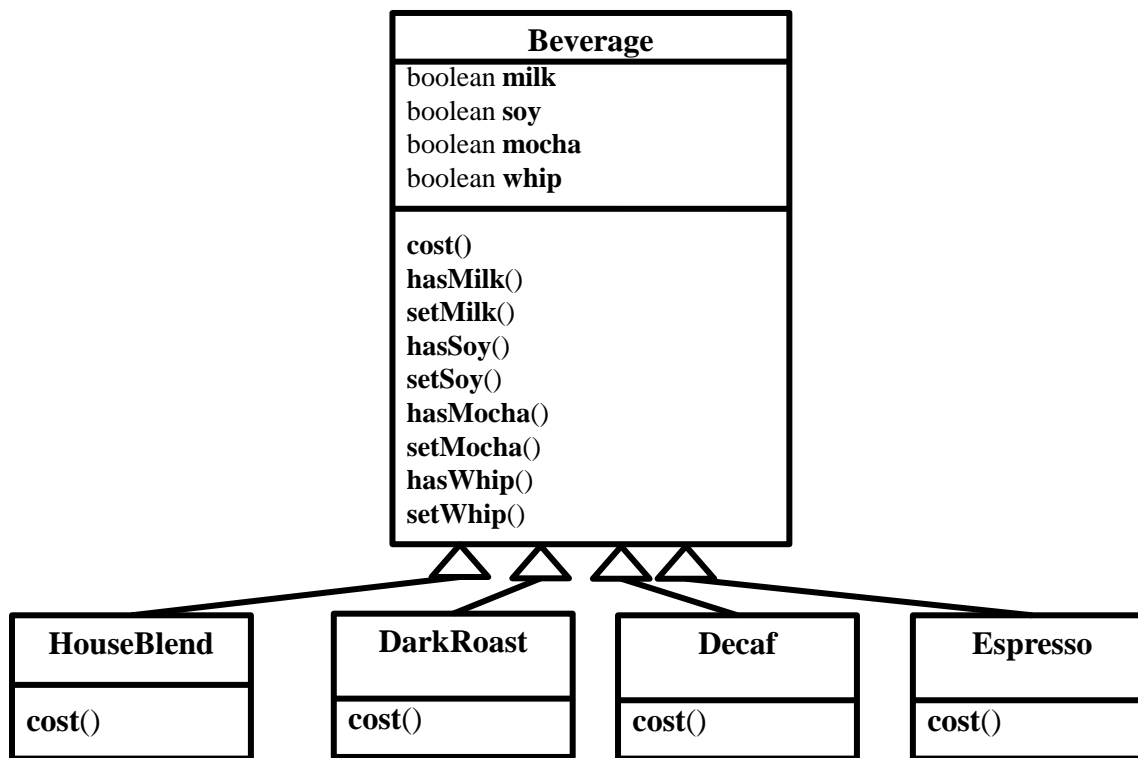 Beverage
boolean milk
boolean soy
boolean mocha
boolean whip
cost()
hasMilk()
setMilk()
hasSoy()
setSoy()
hasMocha()
setMocha()
hasWhip()
setWhip()
HouseBlend
cost()
DarkRoast
cost()
Decaf
cost()
Espresso
cost()